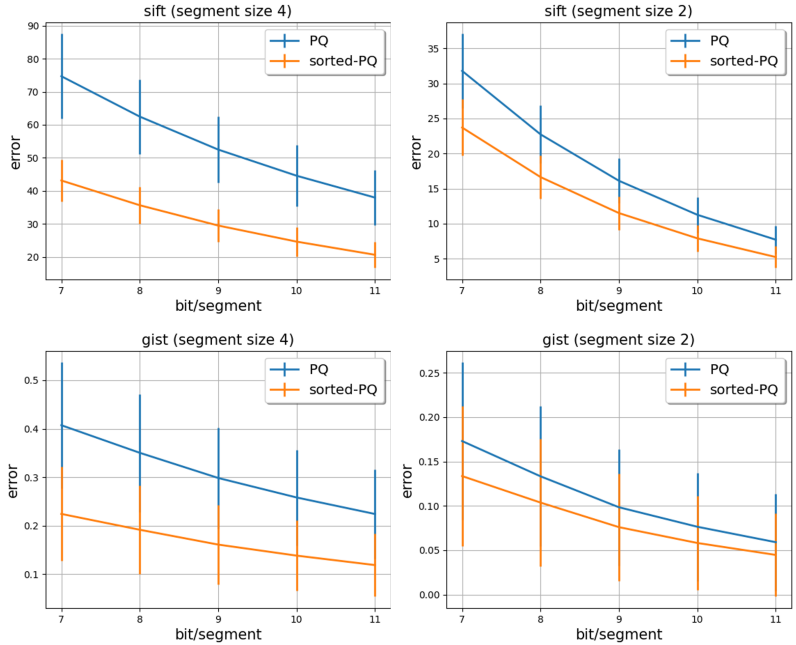 sift (segment size 4)
90
80
70
60
50
40
30
20
error
7 8 9 10 11
bit/segment
PQ
sorted-PQ
sift (segment size 2)
35
30
25
20
15
10
5
error
7 8 9 10 11
bit/segment
PQ
sorted-PQ
gist (segment size 4)
0.5
0.4
0.3
0.2
0.1
error
7 8 9 10 11
bit/segment
PQ
sorted-PQ
gist (segment size 2)
0.25
0.20
0.15
0.10
0.05
0.00
error
7 8 9 10 11
bit/segment
PQ
sorted-PQ